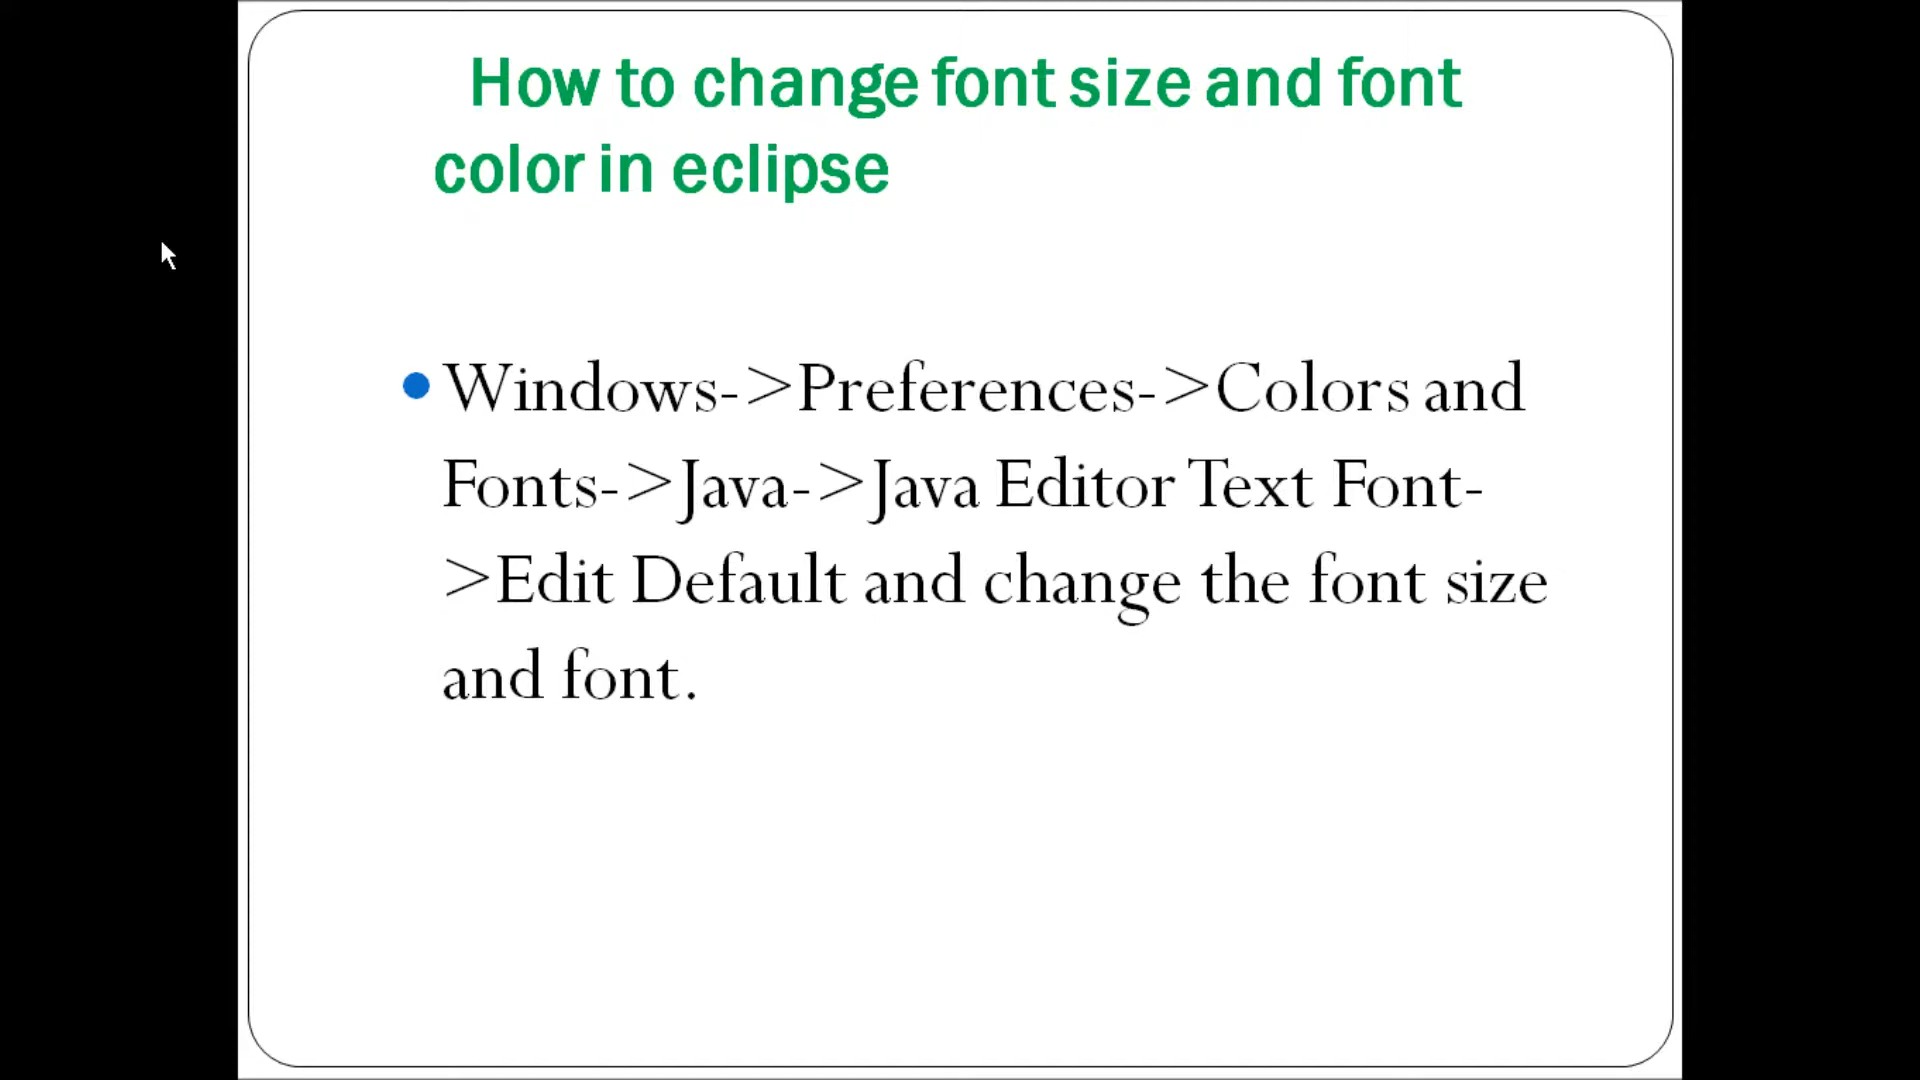 How to change font size and font
color in eclipse
Windows->Preferences->Colors and
Fonts->Java->Java Editor Text Font-
>Edit Default and change the font size
and font.